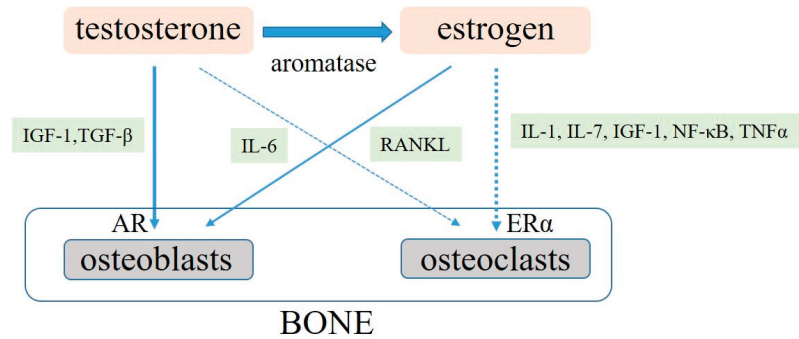 testosterone
estrogen
aromatase
IGF-1,TGF-β
IL-6
RANKL
IL-1, IL-7, IGF-1, NF-κB, TNFα
AR
ERα
osteoblasts
osteoclasts
BONE